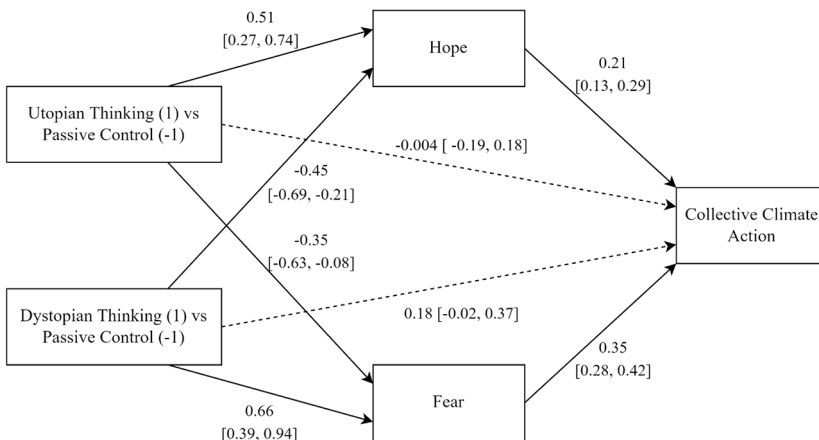 0.51
[0.27, 0.74]
Hope
0.21
[0.13, 0.29]
Utopian Thinking (1) vs
Passive Control (-1)
-0.004 [ -0.19, 0.18]
-0.45
[-0.69, -0.21]
Collective Climate
Action
-0.35
[-0.63, -0.08]
Dystopian Thinking (1) vs
Passive Control (-1)
0.18 [-0.02, 0.37]
0.35
[0.28, 0.42]
Fear
0.66
[0.39, 0.94]